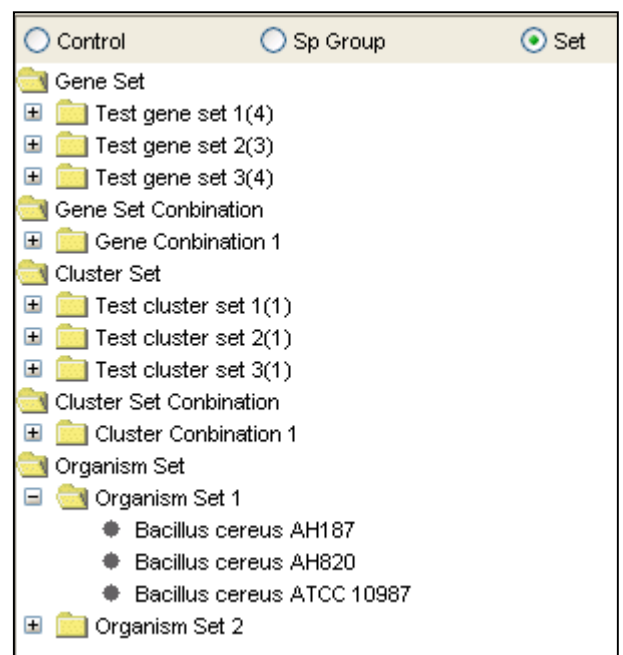 Control Sp Group Set
Gene Set
Test gene set 1(4)
Test gene set 2(3)
Test gene set 3(4)
Gene Set Conbination
Gene Conbination 1
Cluster Set
Test cluster set 1(1)
Test cluster set 2(1)
Test cluster set 3(1)
Cluster Set Conbination
Cluster Conbination 1
Organism Set
Organism Set 1
Bacillus cereus AH187
Bacillus cereus AH820
Bacillus cereus ATCC 10987
Organism Set 2